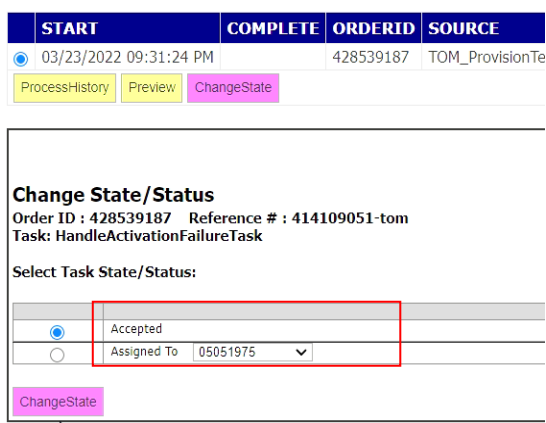 START COMPLETE ORDERID SOURCE
03/23/2022 09:31:24 PM 428539187 TOM_ProvisionTe
ProcessHistory Preview ChangeState
Change State/Status
Order ID : 428539187 Reference # : 414109051-tom
Task: HandleActivationFailureTask
Select Task State/Status:
Accepted
Assigned To 05051975
ChangeState